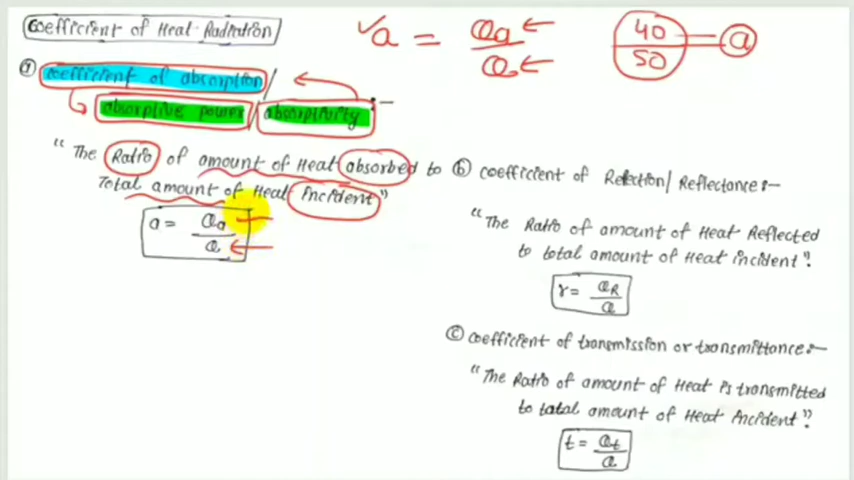 Coefficient of Heat Radiation
a = Qa / Q
40 / 50 = a
(a) coefficient of absorption /
absorptive power / absorptivity :-
"The Ratio of amount of Heat absorbed to
Total amount of Heat incident"
a = Qa / Q
(b) coefficient of Reflection / Reflectance :-
"The Ratio of amount of Heat Reflected
to total amount of Heat incident".
r = QR / Q
(c) coefficient of transmission or transmittance :-
"The Ratio of amount of Heat is transmitted
to total amount of Heat incident".
t = Qt / Q